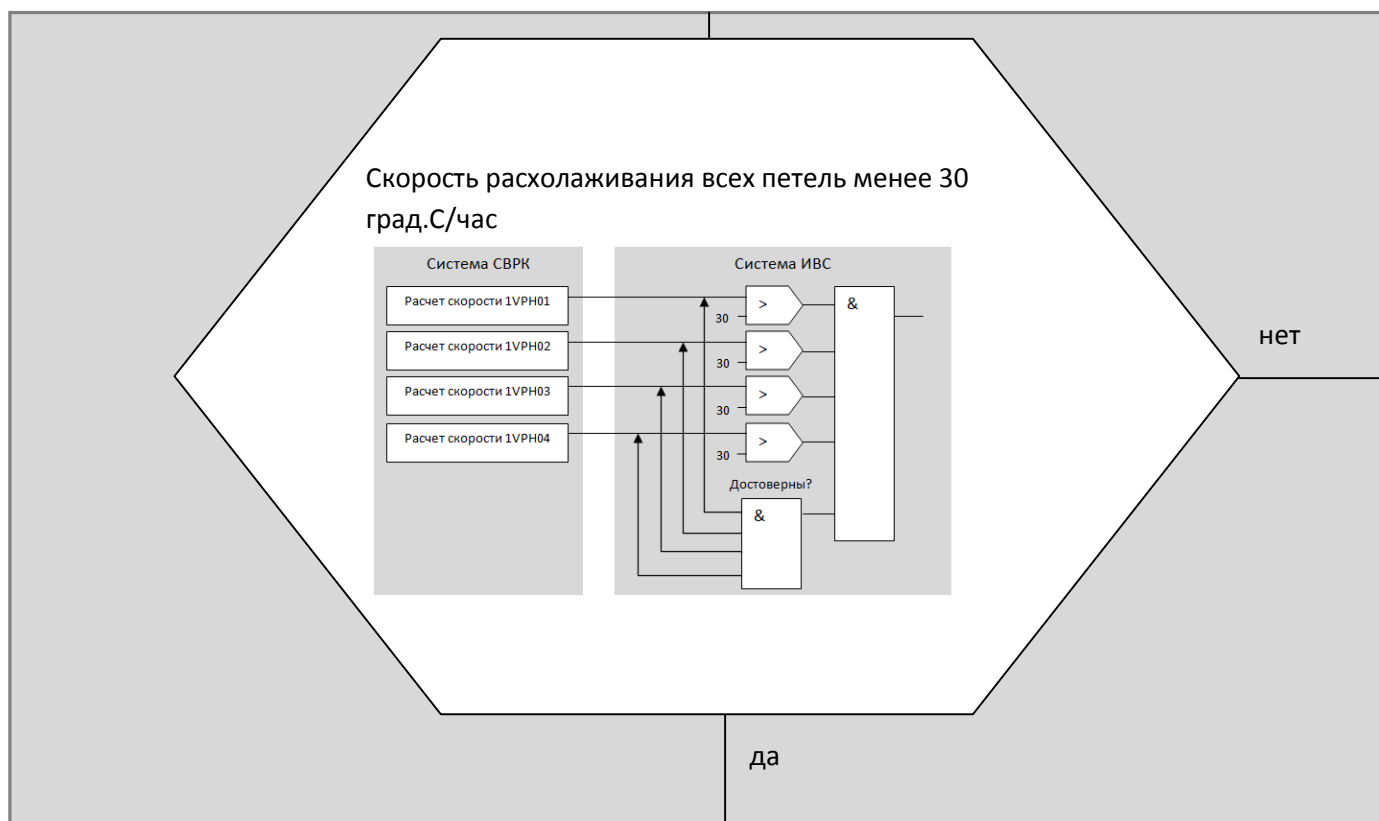 Скорость расхолаживания всех петель менее 30
град.С/час
Система СВРК
Система ИВС
Расчет скорости 1VPH01
Расчет скорости 1VPH02
Расчет скорости 1VPH03
Расчет скорости 1VPH04
>
30
>
30
>
30
>
30
&
Достоверны?
&
нет
да